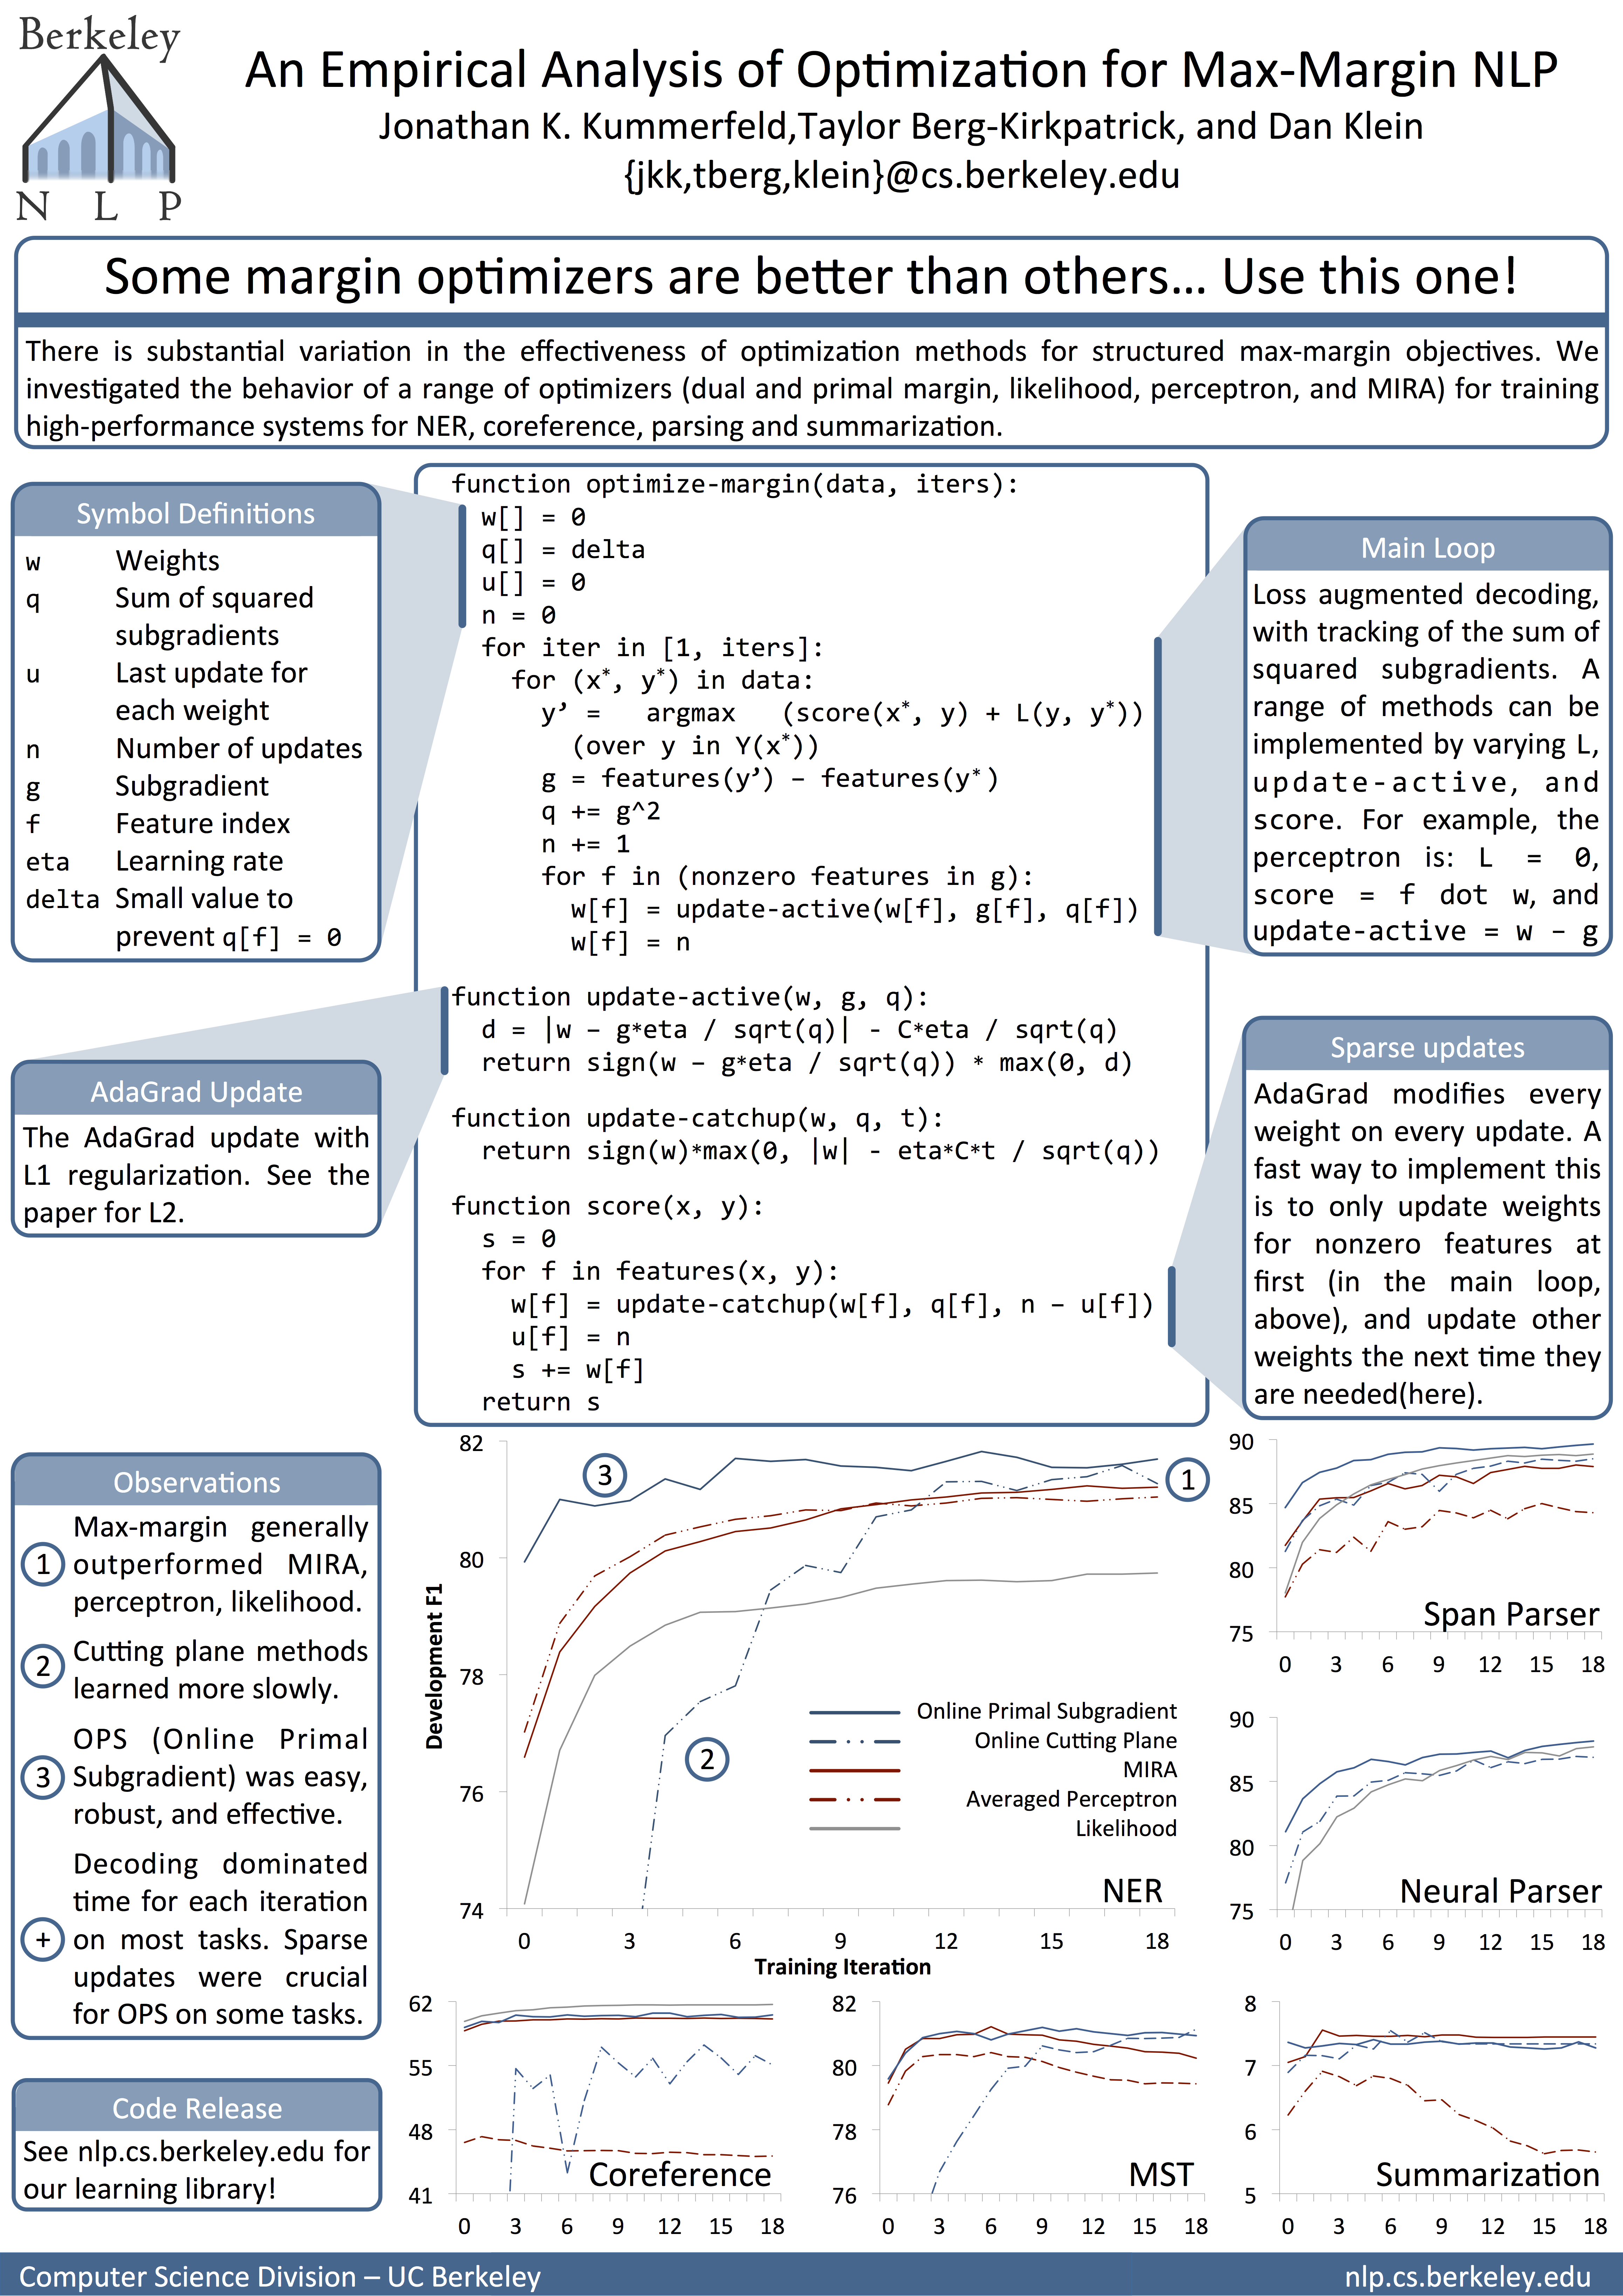 Berkeley
N L P
An Empirical Analysis of Optimization for Max-Margin NLP
Jonathan K. Kummerfeld,Taylor Berg-Kirkpatrick, and Dan Klein
{jkk,tberg,klein}@cs.berkeley.edu
Some margin optimizers are better than others... Use this one!
There is substantial variation in the effectiveness of optimization methods for structured max-margin objectives. We
investigated the behavior of a range of optimizers (dual and primal margin, likelihood, perceptron, and MIRA) for training
high-performance systems for NER, coreference, parsing and summarization.
Symbol Definitions
w Weights
q Sum of squared
subgradients
u Last update for
each weight
n Number of updates
g Subgradient
f Feature index
eta Learning rate
delta Small value to
prevent q[f] = 0
AdaGrad Update
The AdaGrad update with
L1 regularization. See the
paper for L2.
function optimize-margin(data, iters):
w[] = 0
q[] = delta
u[] = 0
n = 0
for iter in [1, iters]:
for (x*, y*) in data:
y’ = argmax (score(x*, y) + L(y, y*))
(over y in Y(x*))
g = features(y’) – features(y*)
q += g^2
n += 1
for f in (nonzero features in g):
w[f] = update-active(w[f], g[f], q[f])
w[f] = n
function update-active(w, g, q):
d = |w – g*eta / sqrt(q)| - C*eta / sqrt(q)
return sign(w – g*eta / sqrt(q)) * max(0, d)
function update-catchup(w, q, t):
return sign(w)*max(0, |w| - eta*C*t / sqrt(q))
function score(x, y):
s = 0
for f in features(x, y):
w[f] = update-catchup(w[f], q[f], n – u[f])
u[f] = n
s += w[f]
return s
Main Loop
Loss augmented decoding,
with tracking of the sum of
squared subgradients. A
range of methods can be
implemented by varying L,
update-active, and
score. For example, the
perceptron is: L = 0,
score = f dot w, and
update-active = w – g
Sparse updates
AdaGrad modifies every
weight on every update. A
fast way to implement this
is to only update weights
for nonzero features at
first (in the main loop,
above), and update other
weights the next time they
are needed(here).
Observations
1 Max-margin generally
outperformed MIRA,
perceptron, likelihood.
2 Cutting plane methods
learned more slowly.
3 OPS (Online Primal
Subgradient) was easy,
robust, and effective.
+ Decoding dominated
time for each iteration
on most tasks. Sparse
updates were crucial
for OPS on some tasks.
Code Release
See nlp.cs.berkeley.edu for
our learning library!
82
80
78
76
74
Development F1
3
1
2
Online Primal Subgradient
Online Cutting Plane
MIRA
Averaged Perceptron
Likelihood
NER
0 3 6 9 12 15 18
Training Iteration
90
85
80
75
Span Parser
0 3 6 9 12 15 18
90
85
80
75
Neural Parser
0 3 6 9 12 15 18
62
55
48
41
Coreference
0 3 6 9 12 15 18
82
80
78
76
MST
0 3 6 9 12 15 18
8
7
6
5
Summarization
0 3 6 9 12 15 18
Computer Science Division – UC Berkeley
nlp.cs.berkeley.edu